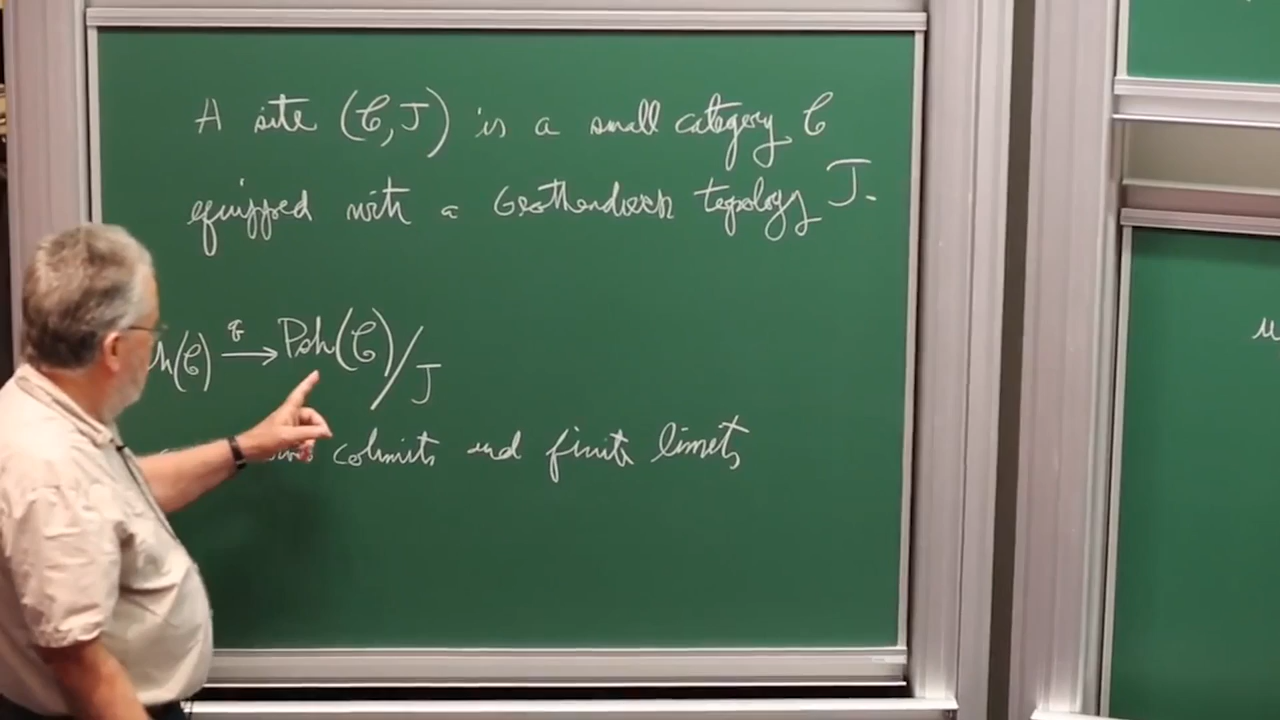 A site (𝒞, J) is a small category 𝒞
equipped with a Grothendieck topology J.
h(𝒞) →^q Psh(𝒞)/J
colimits and finite limits